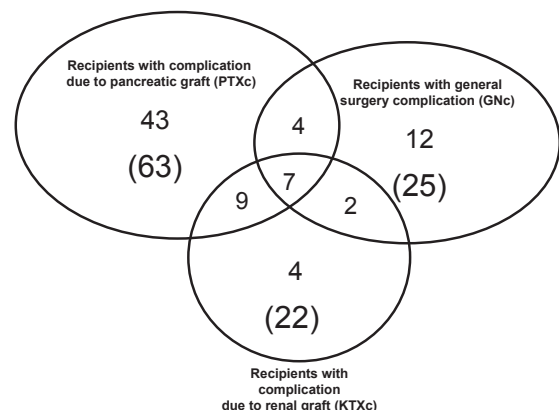 Recipients with complication
due to pancreatic graft (PTXc)
Recipients with general
surgery complication (GNc)
43
4
12
(63)
(25)
9
7
2
4
(22)
Recipients with
complication
due to renal graft (KTXc)